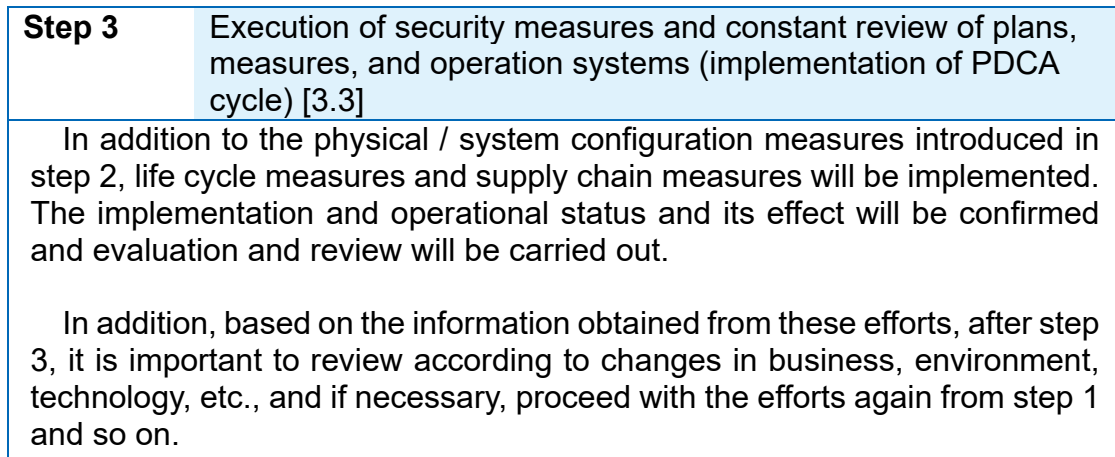 Step 3 Execution of security measures and constant review of plans,
measures, and operation systems (implementation of PDCA
cycle) [3.3]
In addition to the physical / system configuration measures introduced in
step 2, life cycle measures and supply chain measures will be implemented.
The implementation and operational status and its effect will be confirmed
and evaluation and review will be carried out.
In addition, based on the information obtained from these efforts, after step
3, it is important to review according to changes in business, environment,
technology, etc., and if necessary, proceed with the efforts again from step 1
and so on.